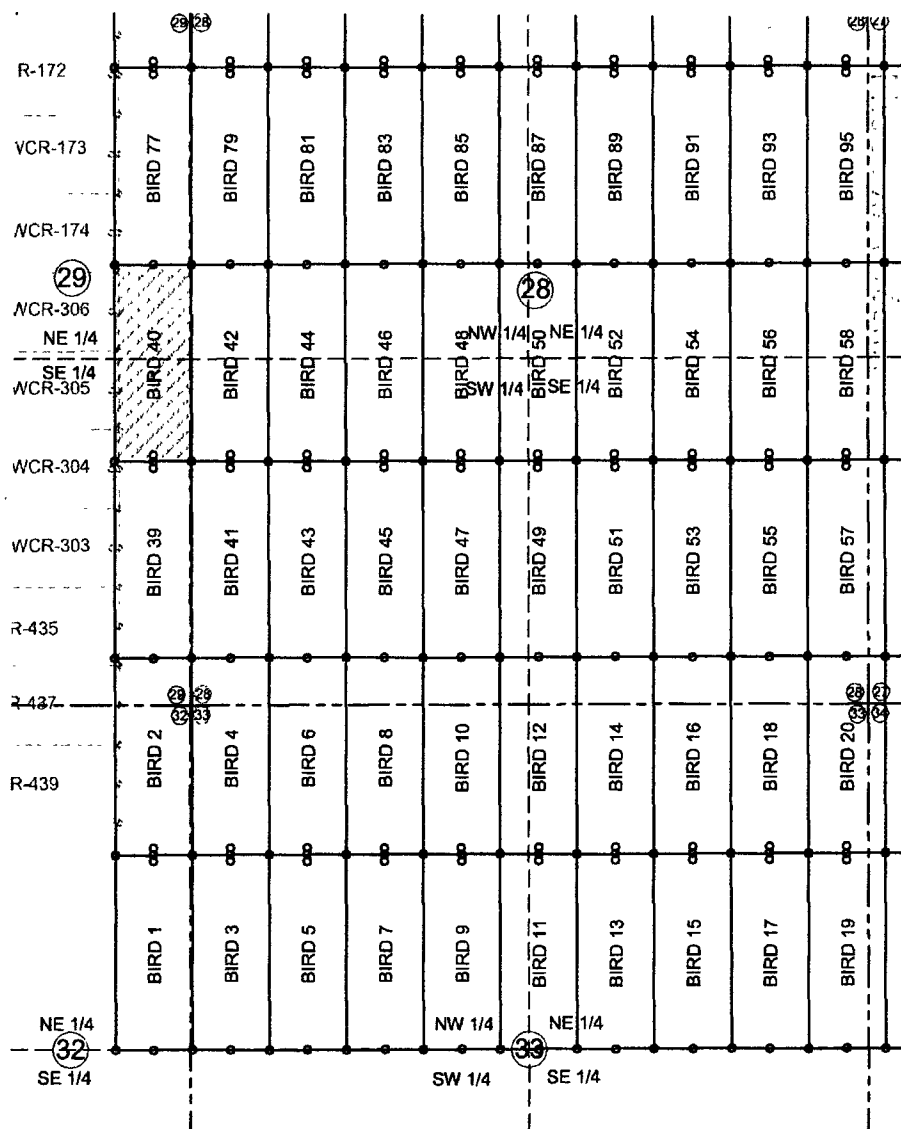 29 28
28 27
R-172
BIRD 77 BIRD 79 BIRD 81 BIRD 83 BIRD 85 BIRD 87 BIRD 89 BIRD 91 BIRD 93 BIRD 95
WCR-173
WCR-174
29 28
WCR-306
NE 1/4 NW 1/4 NE 1/4
BIRD 40 BIRD 42 BIRD 44 BIRD 46 BIRD 48 BIRD 50 BIRD 52 BIRD 54 BIRD 56 BIRD 58
SE 1/4 SW 1/4 SE 1/4
WCR-305
WCR-304
WCR-303
BIRD 39 BIRD 41 BIRD 43 BIRD 45 BIRD 47 BIRD 49 BIRD 51 BIRD 53 BIRD 55 BIRD 57
R-435
29 28 28 27
R-437
32 33 33 34
BIRD 2 BIRD 4 BIRD 6 BIRD 8 BIRD 10 BIRD 12 BIRD 14 BIRD 16 BIRD 18 BIRD 20
R-439
BIRD 1 BIRD 3 BIRD 5 BIRD 7 BIRD 9 BIRD 11 BIRD 13 BIRD 15 BIRD 17 BIRD 19
NE 1/4 NW 1/4 NE 1/4
32 33
SE 1/4 SW 1/4 SE 1/4